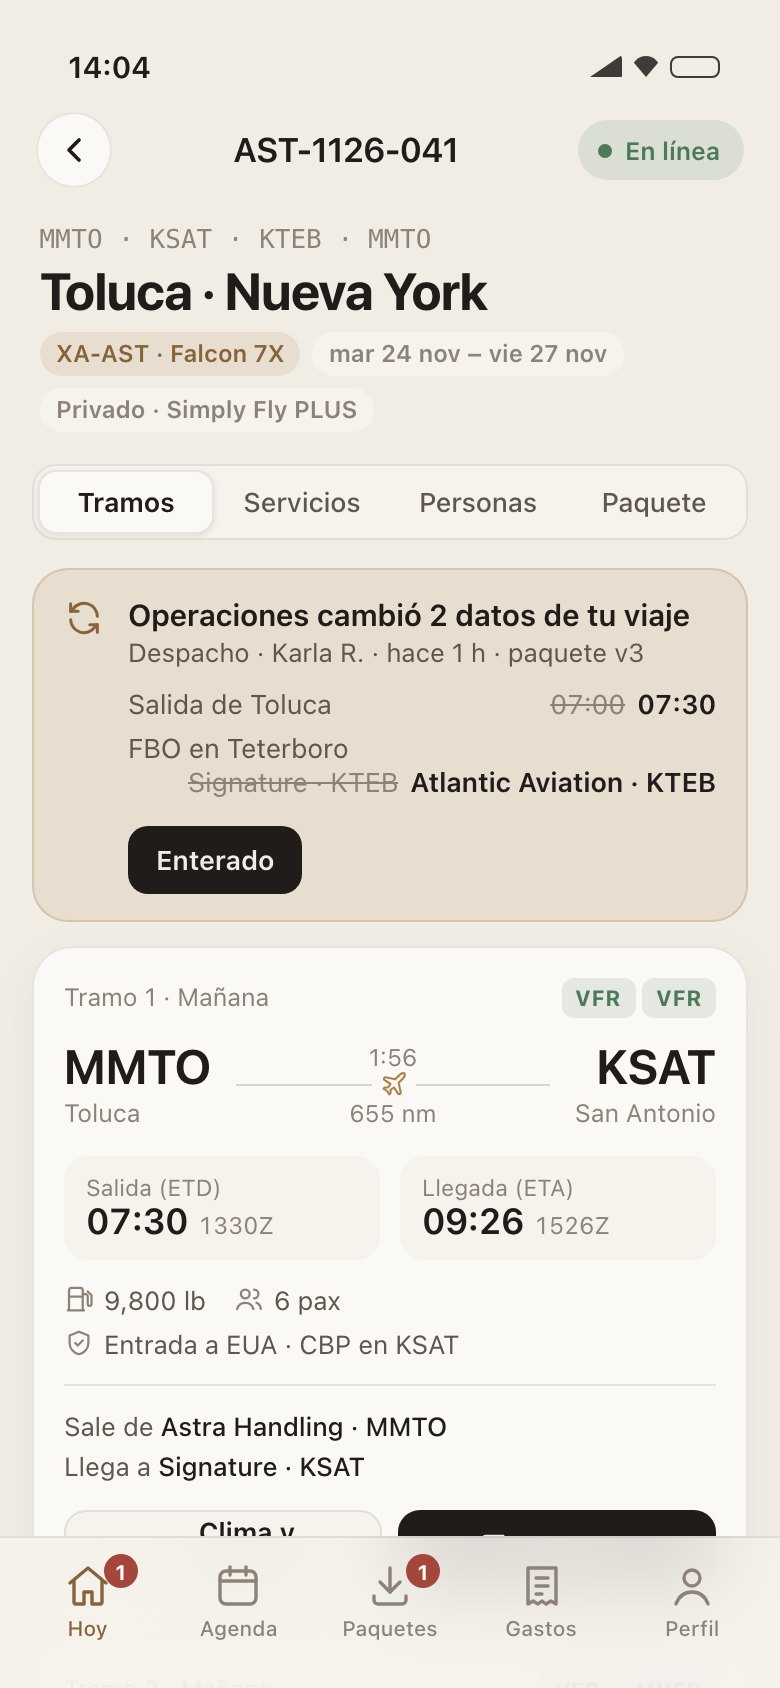 14:04
AST-1126-041
En línea
MMTO · KSAT · KTEB · MMTO
Toluca · Nueva York
XA-AST · Falcon 7X
mar 24 nov – vie 27 nov
Privado · Simply Fly PLUS
Tramos
Servicios
Personas
Paquete
Operaciones cambió 2 datos de tu viaje
Despacho · Karla R. · hace 1 h · paquete v3
Salida de Toluca 07:00 07:30
FBO en Teterboro
Signature · KTEB Atlantic Aviation · KTEB
Enterado
Tramo 1 · Mañana
VFR VFR
1:56
MMTO KSAT
Toluca 655 nm San Antonio
Salida (ETD)
07:30 1330Z
Llegada (ETA)
09:26 1526Z
9,800 lb 6 pax
Entrada a EUA · CBP en KSAT
Sale de Astra Handling · MMTO
Llega a Signature · KSAT
Clima y
1
1
Hoy
Agenda
Paquetes
Gastos
Perfil